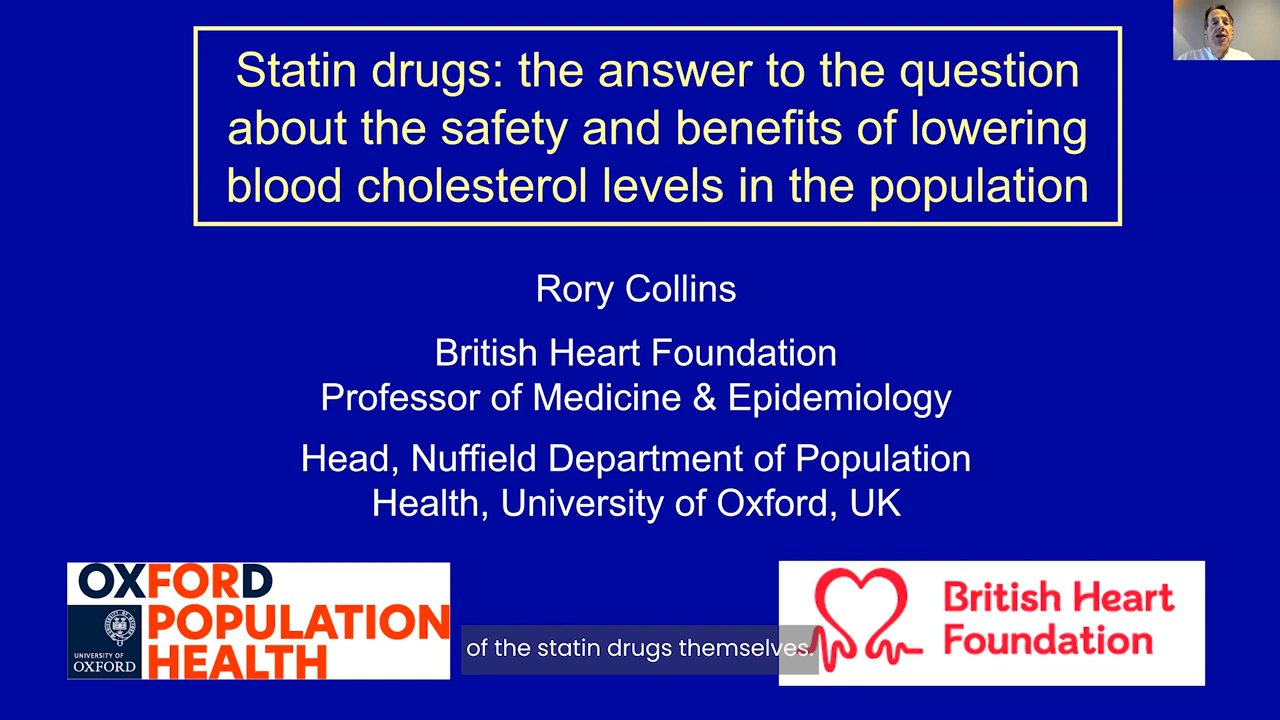 Statin drugs: the answer to the question
about the safety and benefits of lowering
blood cholesterol levels in the population
Rory Collins
British Heart Foundation
Professor of Medicine & Epidemiology
Head, Nuffield Department of Population
Health, University of Oxford, UK
OXFORD
POPULATION
HEALTH
UNIVERSITY OF
OXFORD
of the statin drugs themselves.
British Heart
Foundation